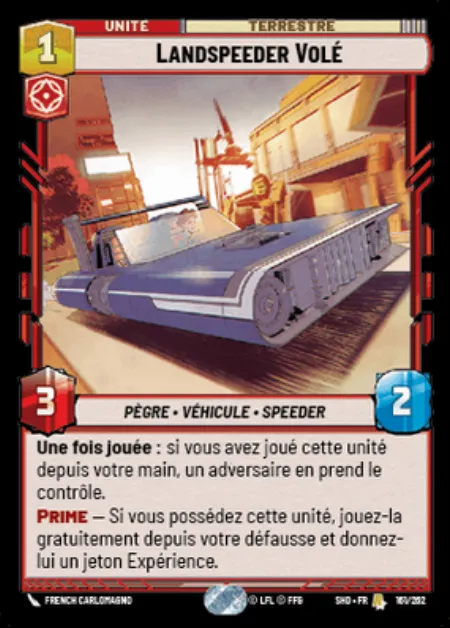 UNITÉ
TERRESTRE
1
LANDSPEEDER VOLÉ
3
PÈGRE • VÉHICULE • SPEEDER
2
Une fois jouée : si vous avez joué cette unité
depuis votre main, un adversaire en prend le
contrôle.
PRIME — Si vous possédez cette unité, jouez-la
gratuitement depuis votre défausse et donnez-
lui un jeton Expérience.
FRENCH CARLOMAGNO
© LFL © FFG
SHD • FR
161/262